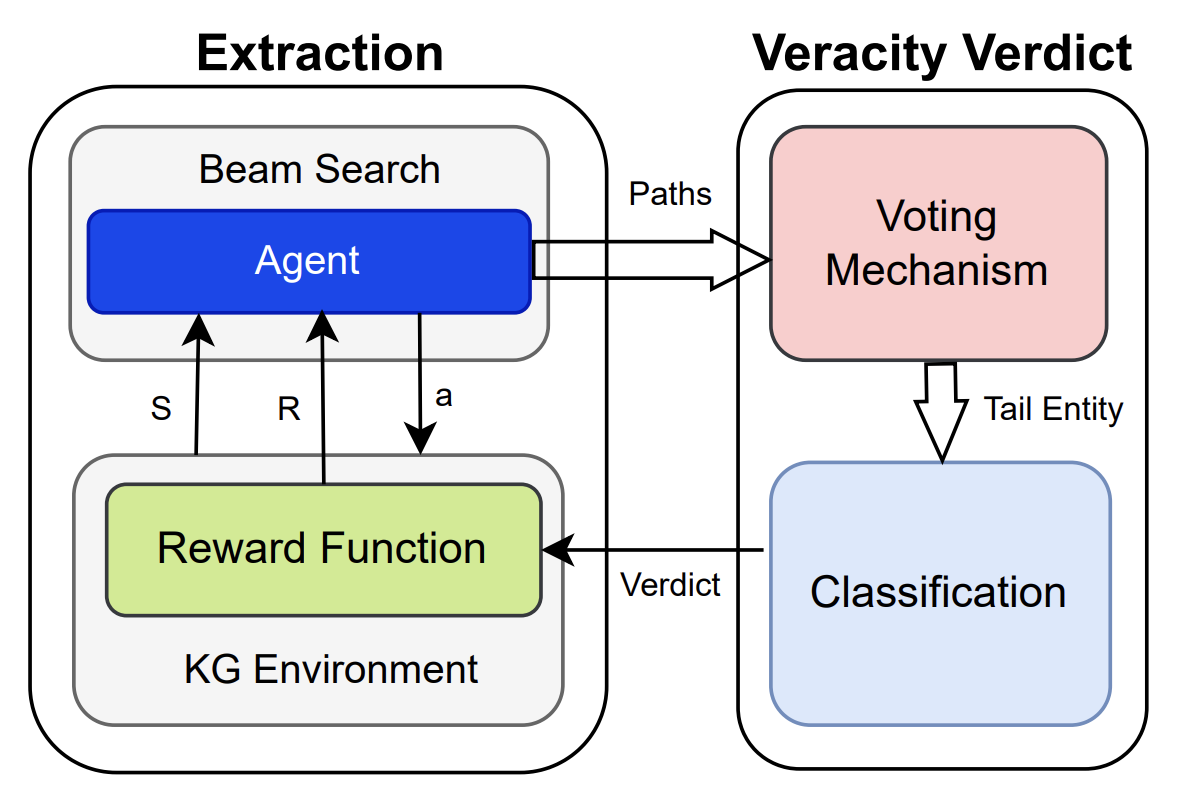 Extraction
Veracity Verdict
Beam Search
Agent
Paths
Voting
Mechanism
S
R
a
Tail Entity
Reward Function
KG Environment
Verdict
Classification